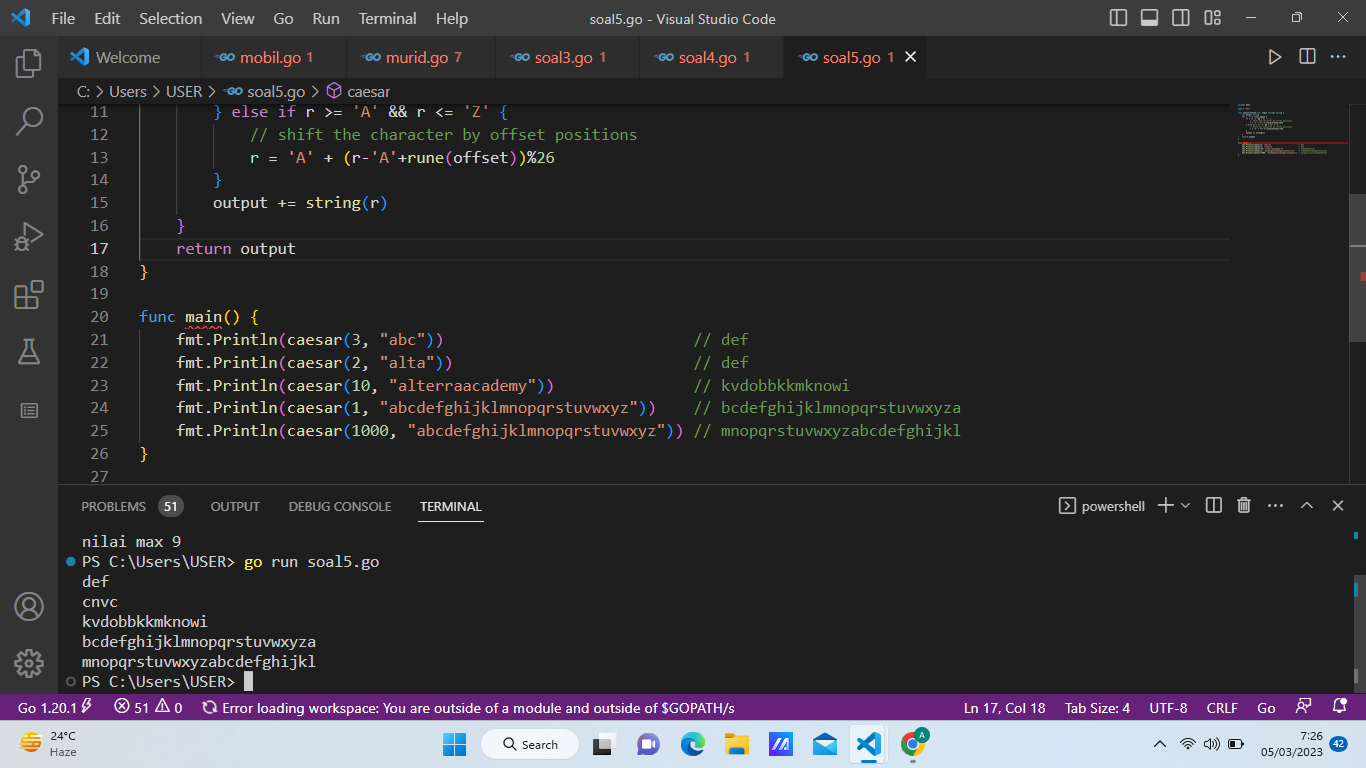 File Edit Selection View Go Run Terminal Help soal5.go - Visual Studio Code
Welcome mobil.go 1 murid.go 7 soal3.go 1 soal4.go 1 soal5.go 1
C: > Users > USER > soal5.go > caesar
11 } else if r >= 'A' && r <= 'Z' {
12 // shift the character by offset positions
13 r = 'A' + (r-'A'+rune(offset))%26
14 }
15 output += string(r)
16 }
17 return output
18 }
19
20 func main() {
21 fmt.Println(caesar(3, "abc")) // def
22 fmt.Println(caesar(2, "alta")) // def
23 fmt.Println(caesar(10, "alterraacademy")) // kvdobbkkmknowi
24 fmt.Println(caesar(1, "abcdefghijklmnopqrstuvwxyz")) // bcdefghijklmnopqrstuvwxyza
25 fmt.Println(caesar(1000, "abcdefghijklmnopqrstuvwxyz")) // mnopqrstuvwxyzabcdefghijkl
26 }
27
PROBLEMS 51 OUTPUT DEBUG CONSOLE TERMINAL powershell
nilai max 9
PS C:\Users\USER> go run soal5.go
def
cnvc
kvdobbkkmknowi
bcdefghijklmnopqrstuvwxyza
mnopqrstuvwxyzabcdefghijkl
PS C:\Users\USER>
Go 1.20.1 51 0 Error loading workspace: You are outside of a module and outside of $GOPATH/s Ln 17, Col 18 Tab Size: 4 UTF-8 CRLF Go
24°C
Haze
Search
A
7:26
05/03/2023
42